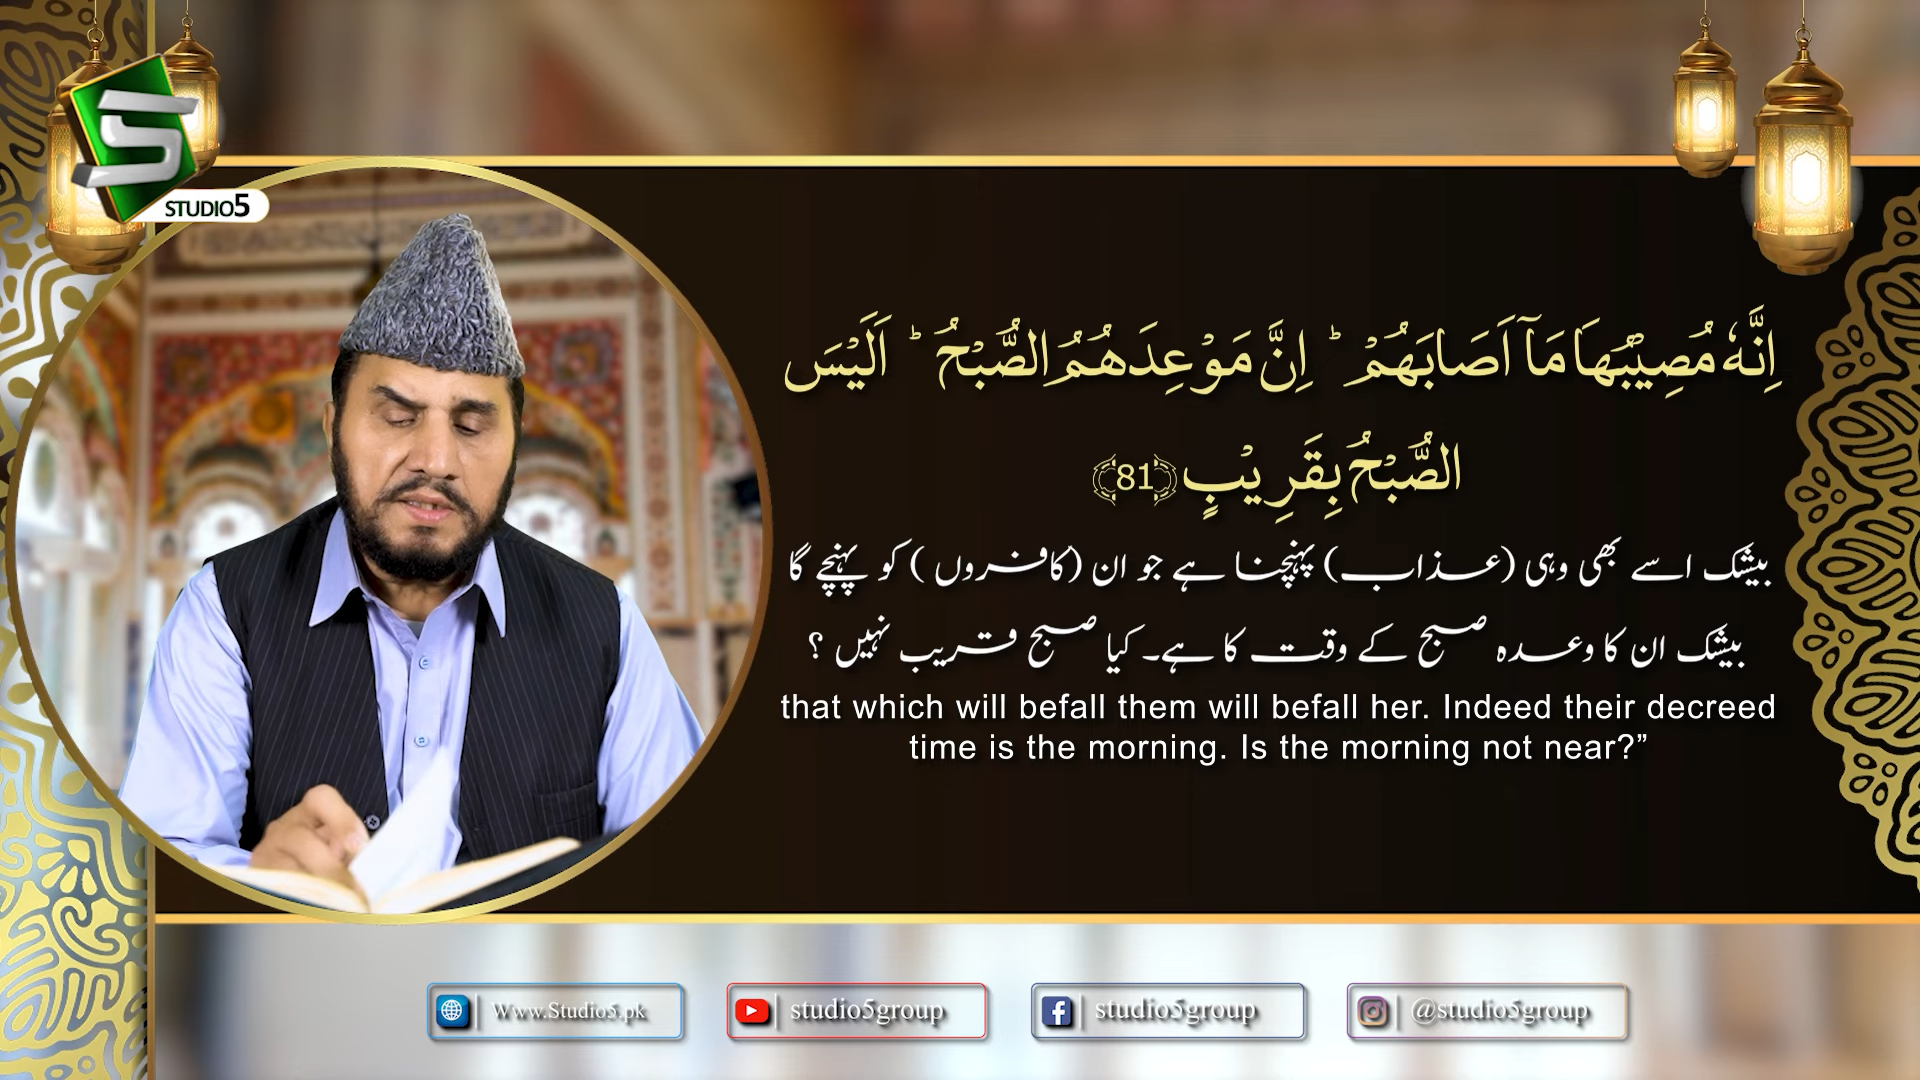 STUDIO5
اِنَّهٗ مُصِيْبُهَا مَاۤ اَصَابَهُمْ ؕ اِنَّ مَوْعِدَهُمُ الصُّبْحُ ؕ اَلَيْسَ
الصُّبْحُ بِقَرِيْبٍ ﴿81﴾
بیشک اسے بھی وہی (عذاب) پہنچنا ہے جو ان (کافروں ) کو پہنچے گا
بیشک ان کا وعدہ صبح کے وقت کا ہے۔ کیا صبح قریب نہیں ؟
that which will befall them will befall her. Indeed their decreed
time is the morning. Is the morning not near?”
Www.Studio5.pk
studio5group
studio5group
@studio5group